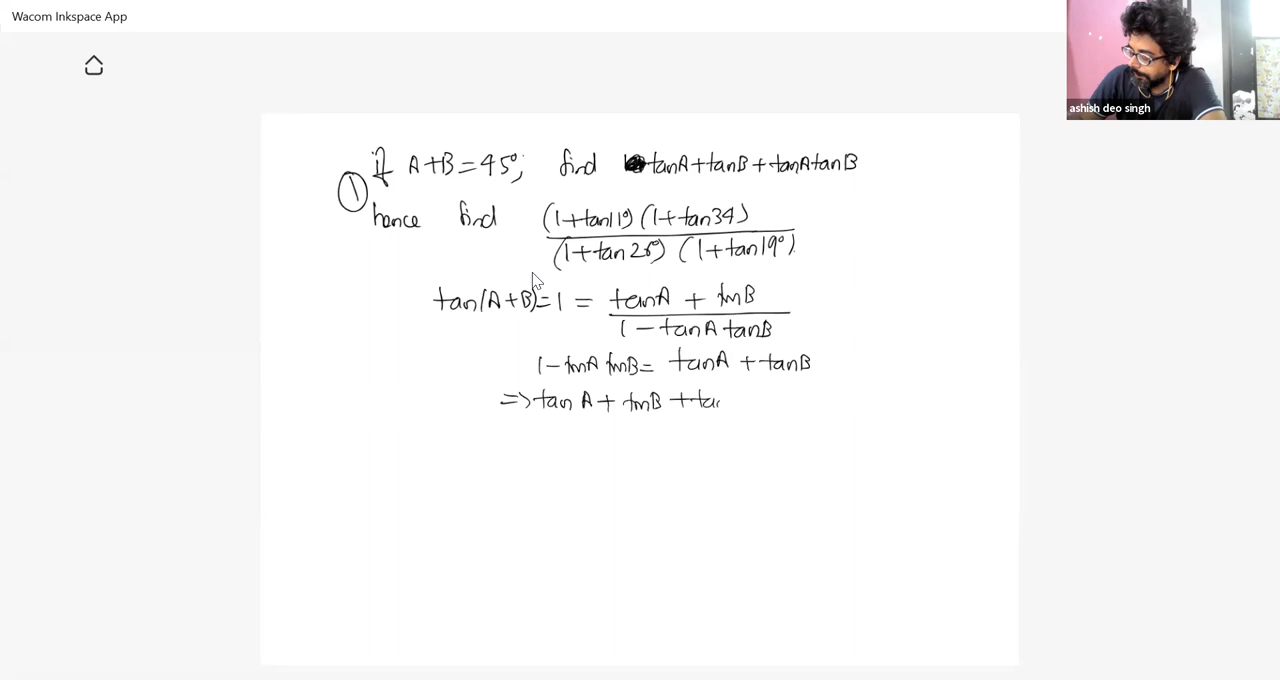 Wacom Inkspace App
ashish deo singh
① if A+B=45°; find tanA+tanB+tanAtanB
hence find (1+tan11°)(1+tan34)
(1+tan26°) (1+tan19°)
tan(A+B)=1 = tanA + tanB
1-tanA tanB
1-tanA tanB= tanA +tanB
=>tan A+ tanB +tan